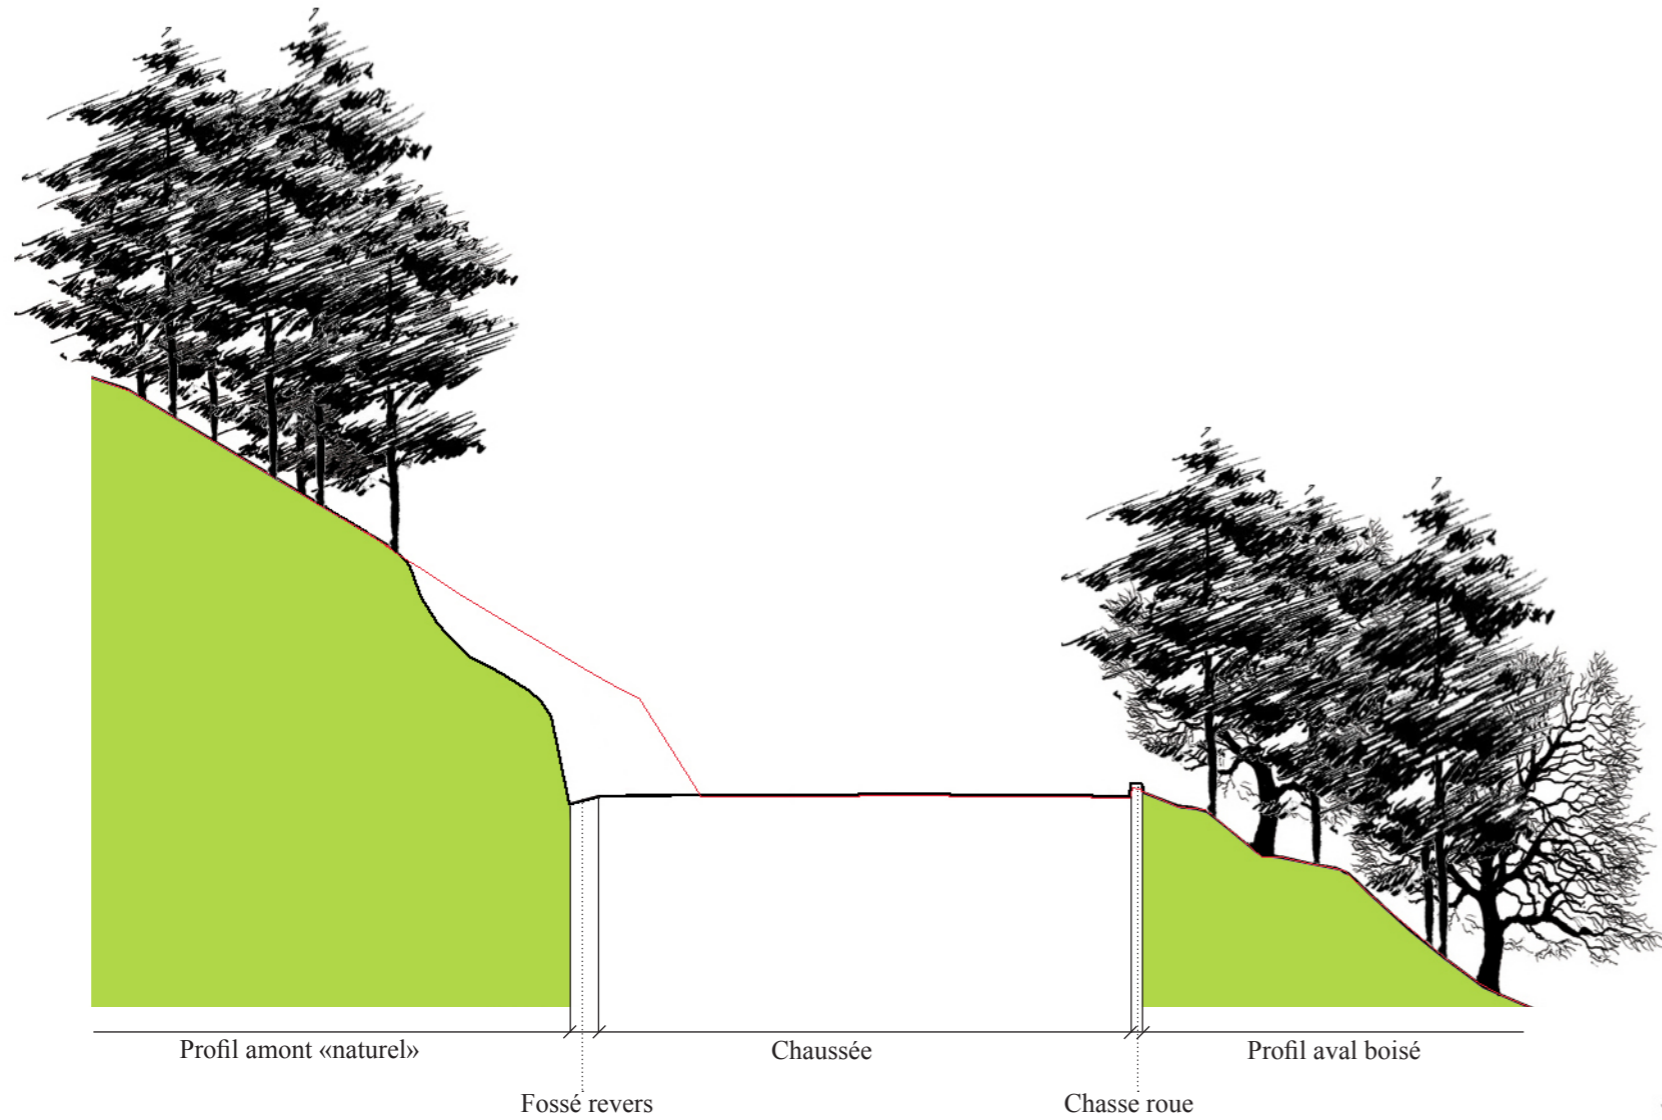 Profil amont «naturel»
Chaussée
Profil aval boisé
Fossé revers
Chasse roue